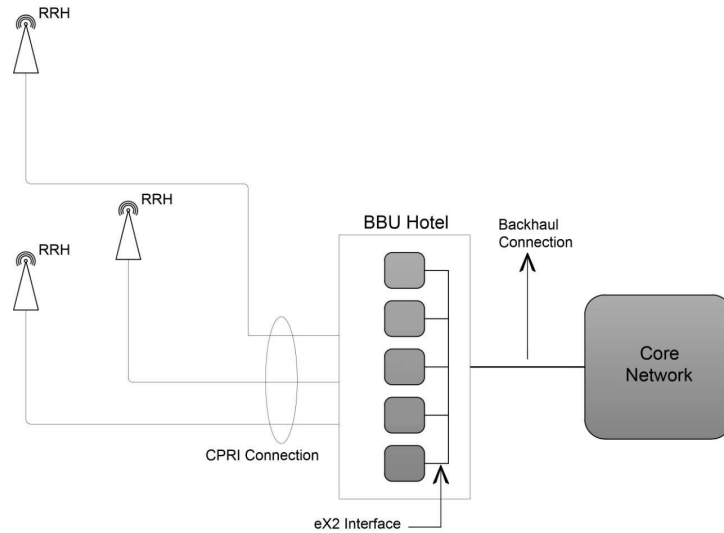 RRH
RRH
RRH
BBU Hotel
Backhaul
Connection
Core
Network
CPRI Connection
eX2 Interface